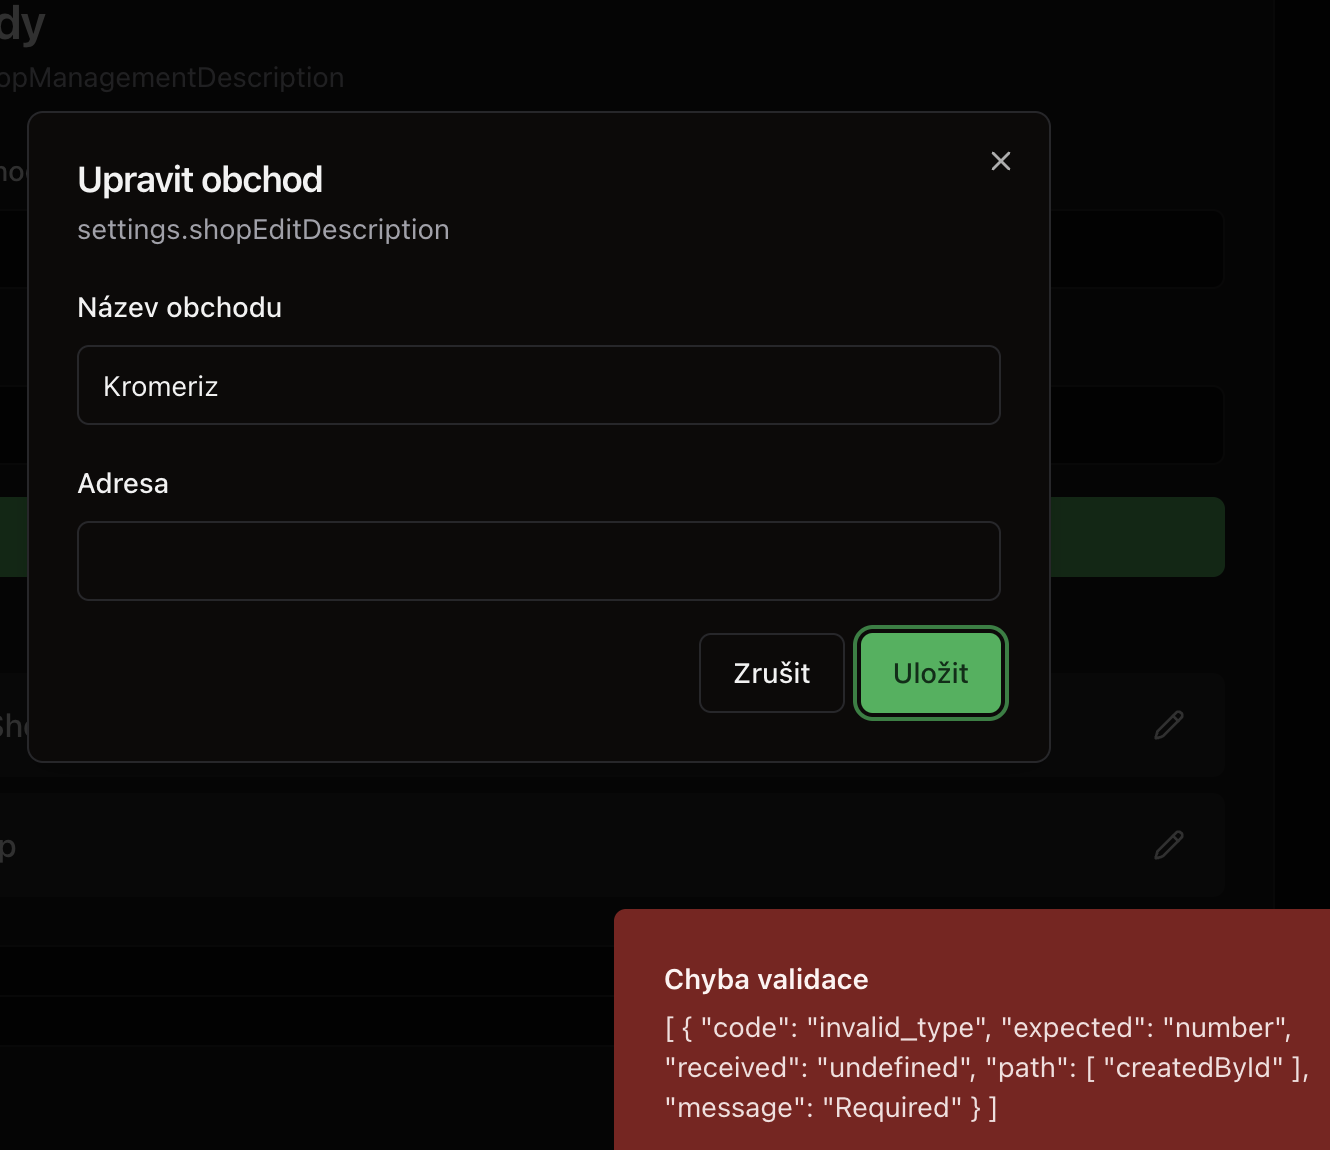 dy
opManagementDescription
Upravit obchod
settings.shopEditDescription
Název obchodu
Kromeriz
Adresa
Zrušit
Uložit
p
Chyba validace
[ { "code": "invalid_type", "expected": "number",
"received": "undefined", "path": [ "createdById" ],
"message": "Required" } ]